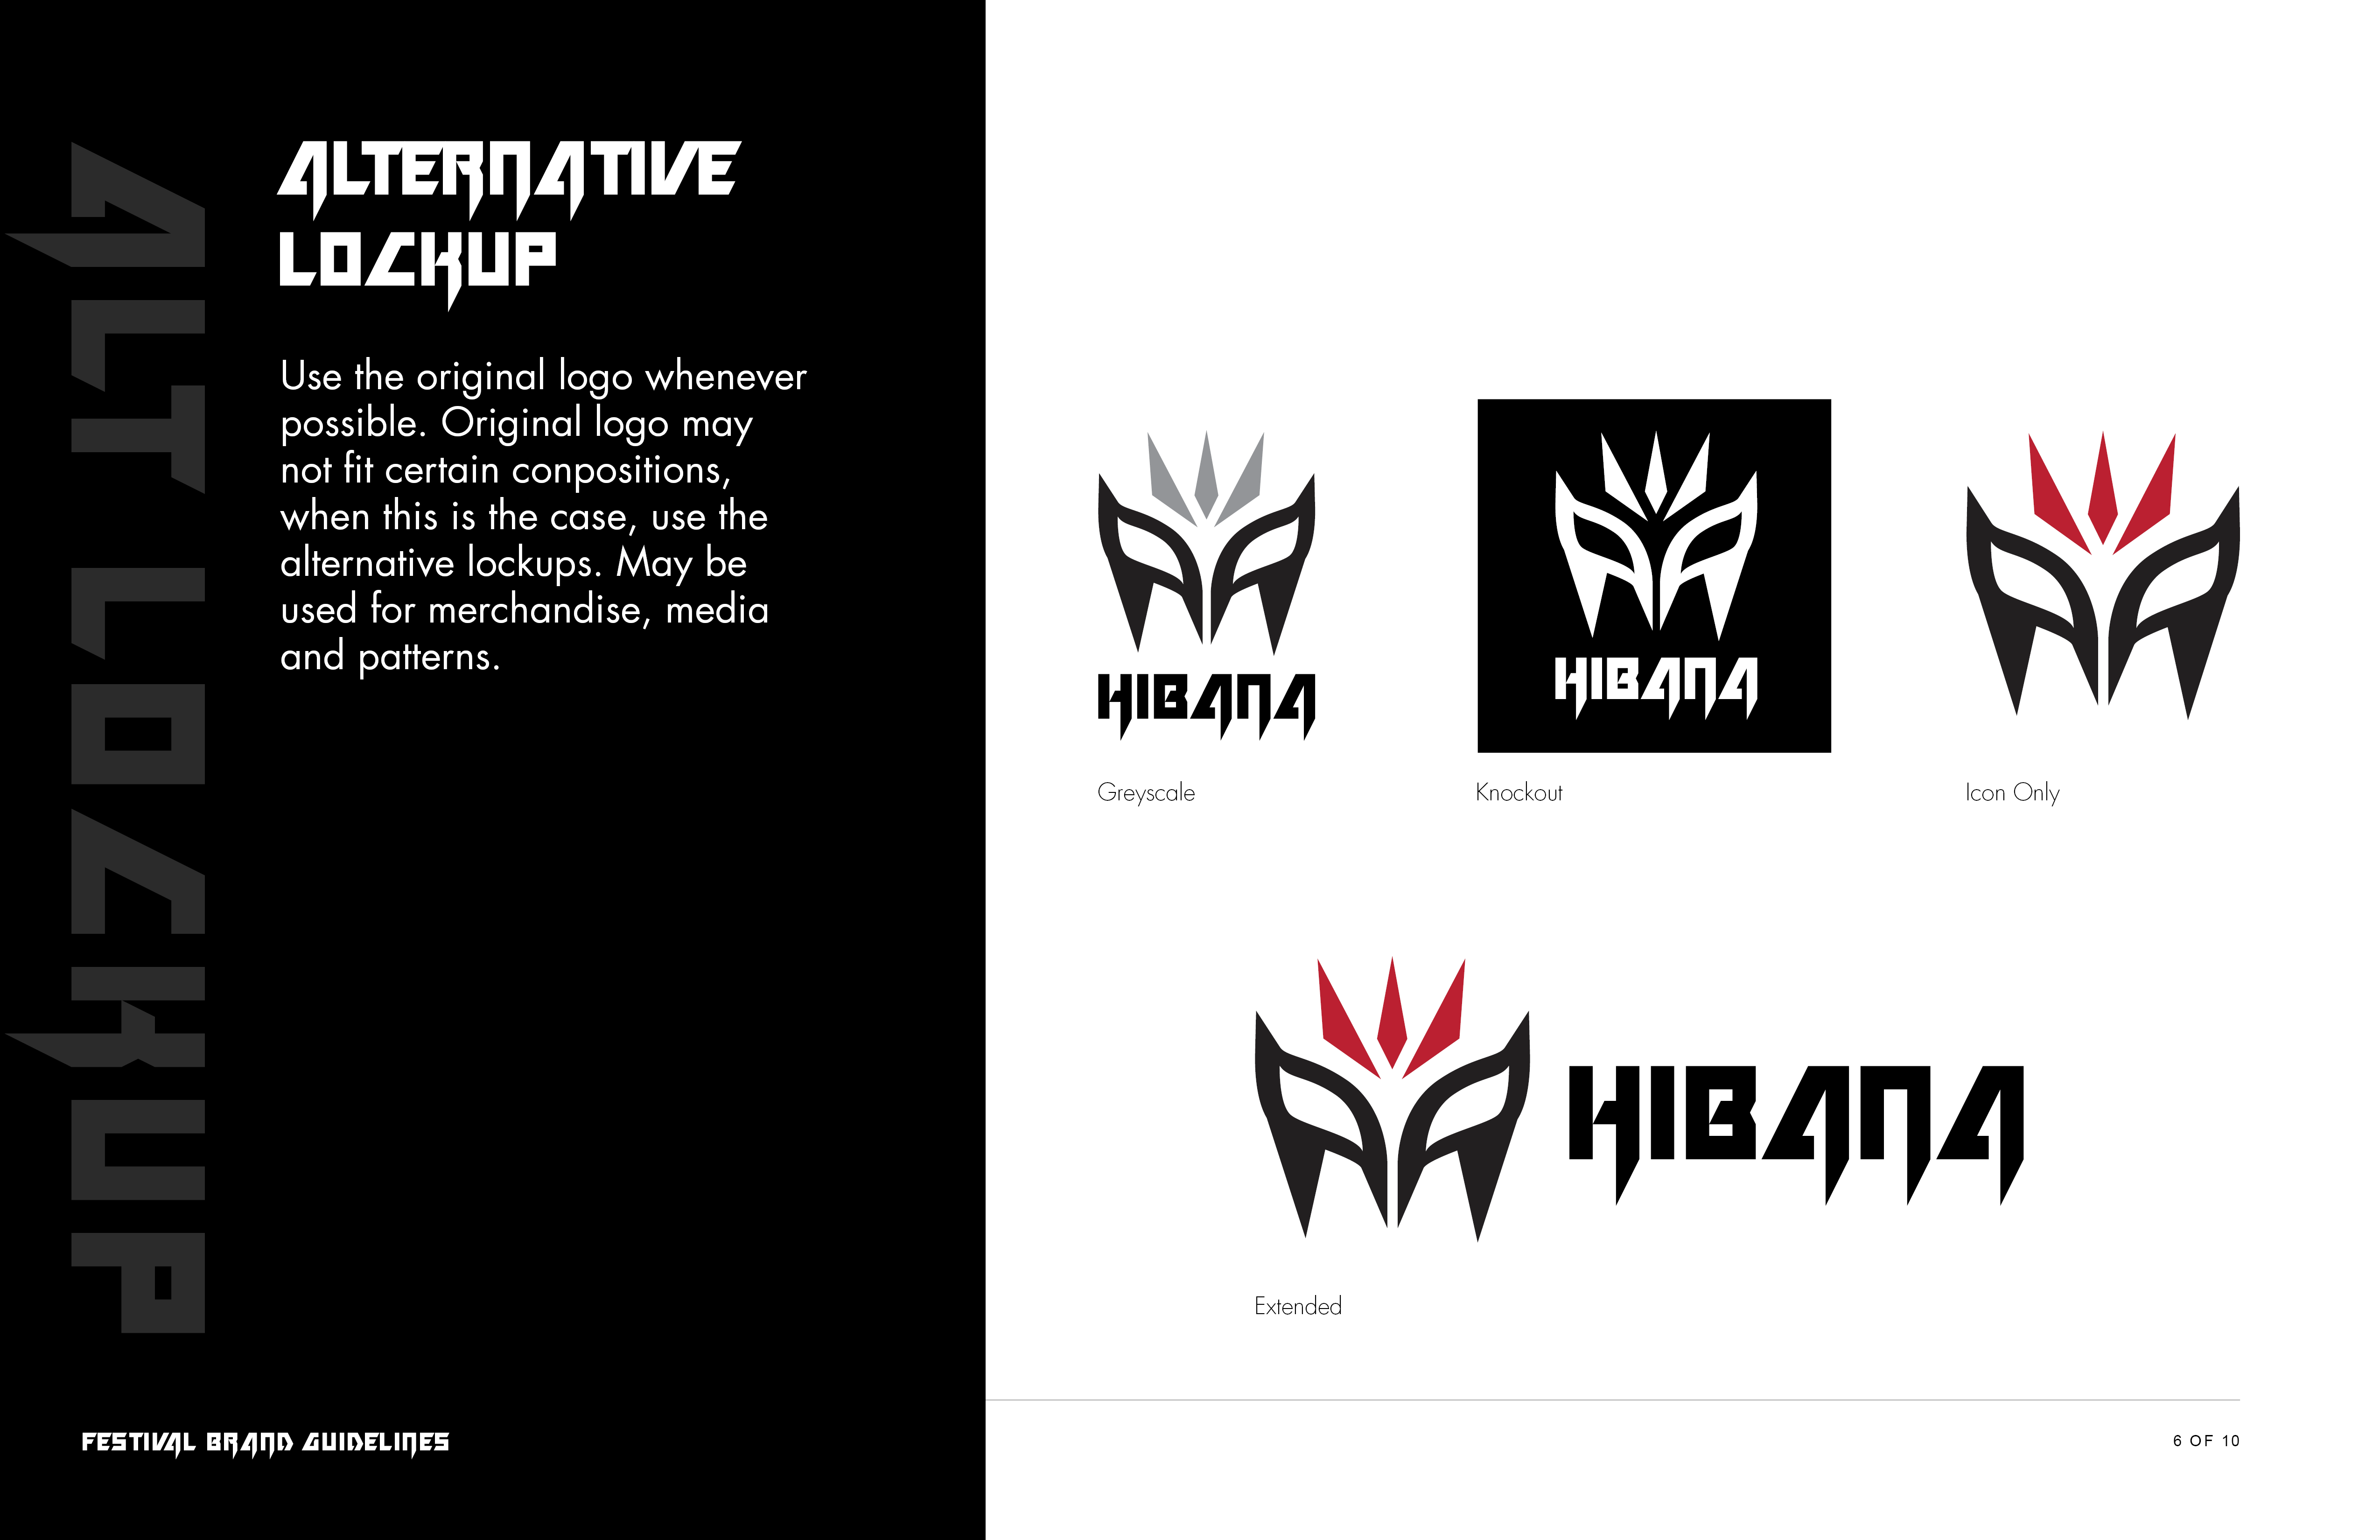 ALT LOCKUP
ALTERNATIVE
LOCKUP
Use the original logo whenever
possible. Original logo may
not fit certain conpositions,
when this is the case, use the
alternative lockups. May be
used for merchandise, media
and patterns.
FESTIVAL BRAND GUIDELINES
HIBANA
Greyscale
HIBANA
Knockout
Icon Only
HIBANA
Extended
6 OF 10